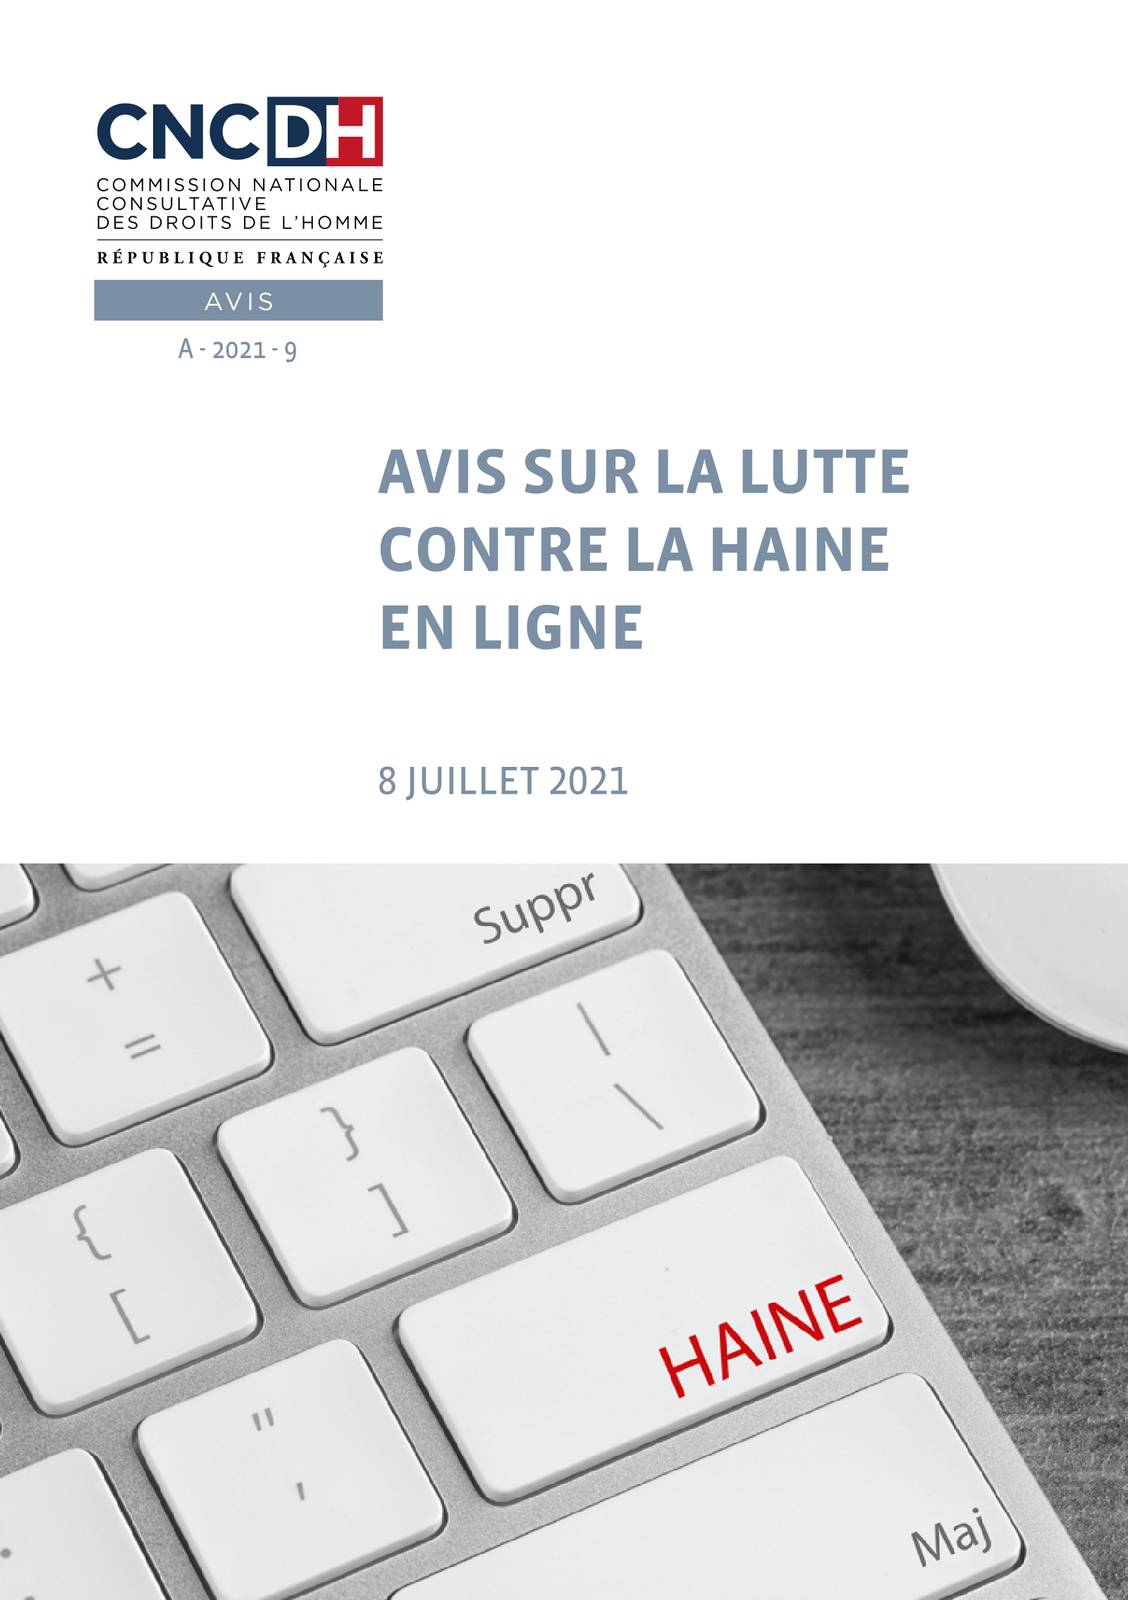 CNCDH
COMMISSION NATIONALE
CONSULTATIVE
DES DROITS DE L'HOMME
RÉPUBLIQUE FRANÇAISE
AVIS
A - 2021 - 9
AVIS SUR LA LUTTE
CONTRE LA HAINE
EN LIGNE
8 JUILLET 2021
Suppr
+
=
|
\
}
]
{
[
HAINE
"
'
Maj